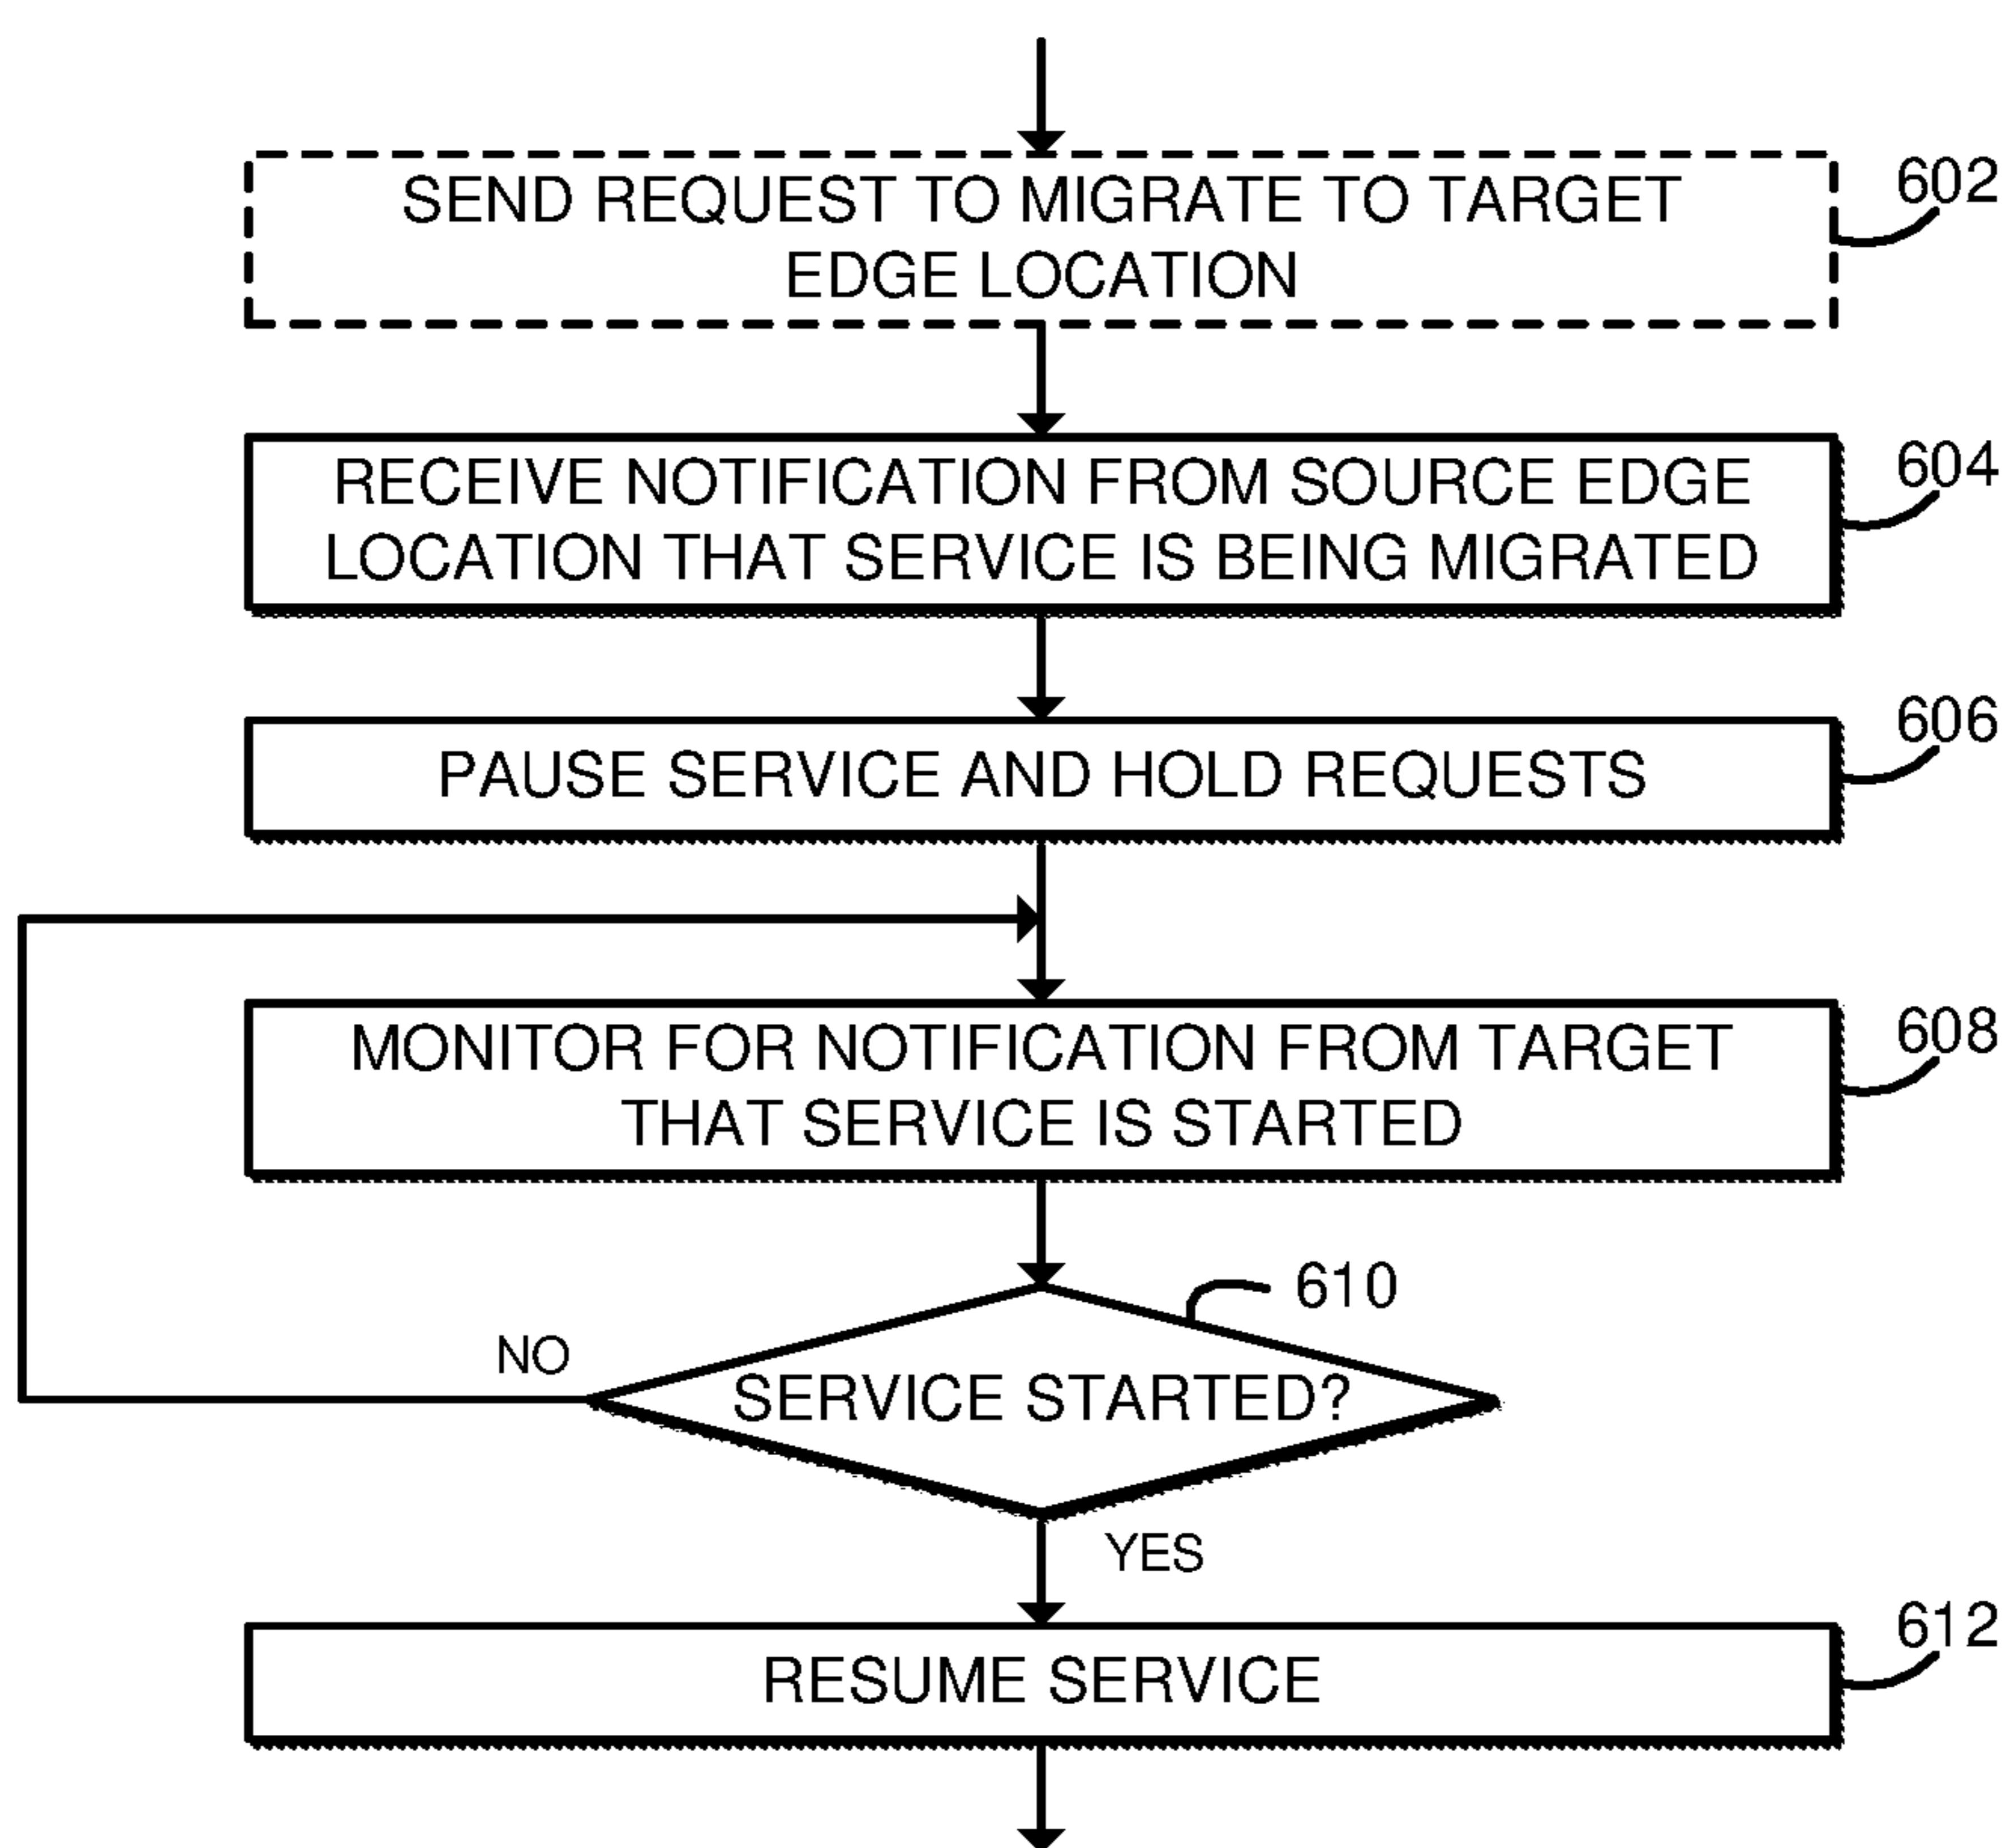 SEND REQUEST TO MIGRATE TO TARGET
EDGE LOCATION
602
RECEIVE NOTIFICATION FROM SOURCE EDGE
LOCATION THAT SERVICE IS BEING MIGRATED
604
PAUSE SERVICE AND HOLD REQUESTS
606
MONITOR FOR NOTIFICATION FROM TARGET
THAT SERVICE IS STARTED
608
610
NO
SERVICE STARTED?
YES
RESUME SERVICE
612